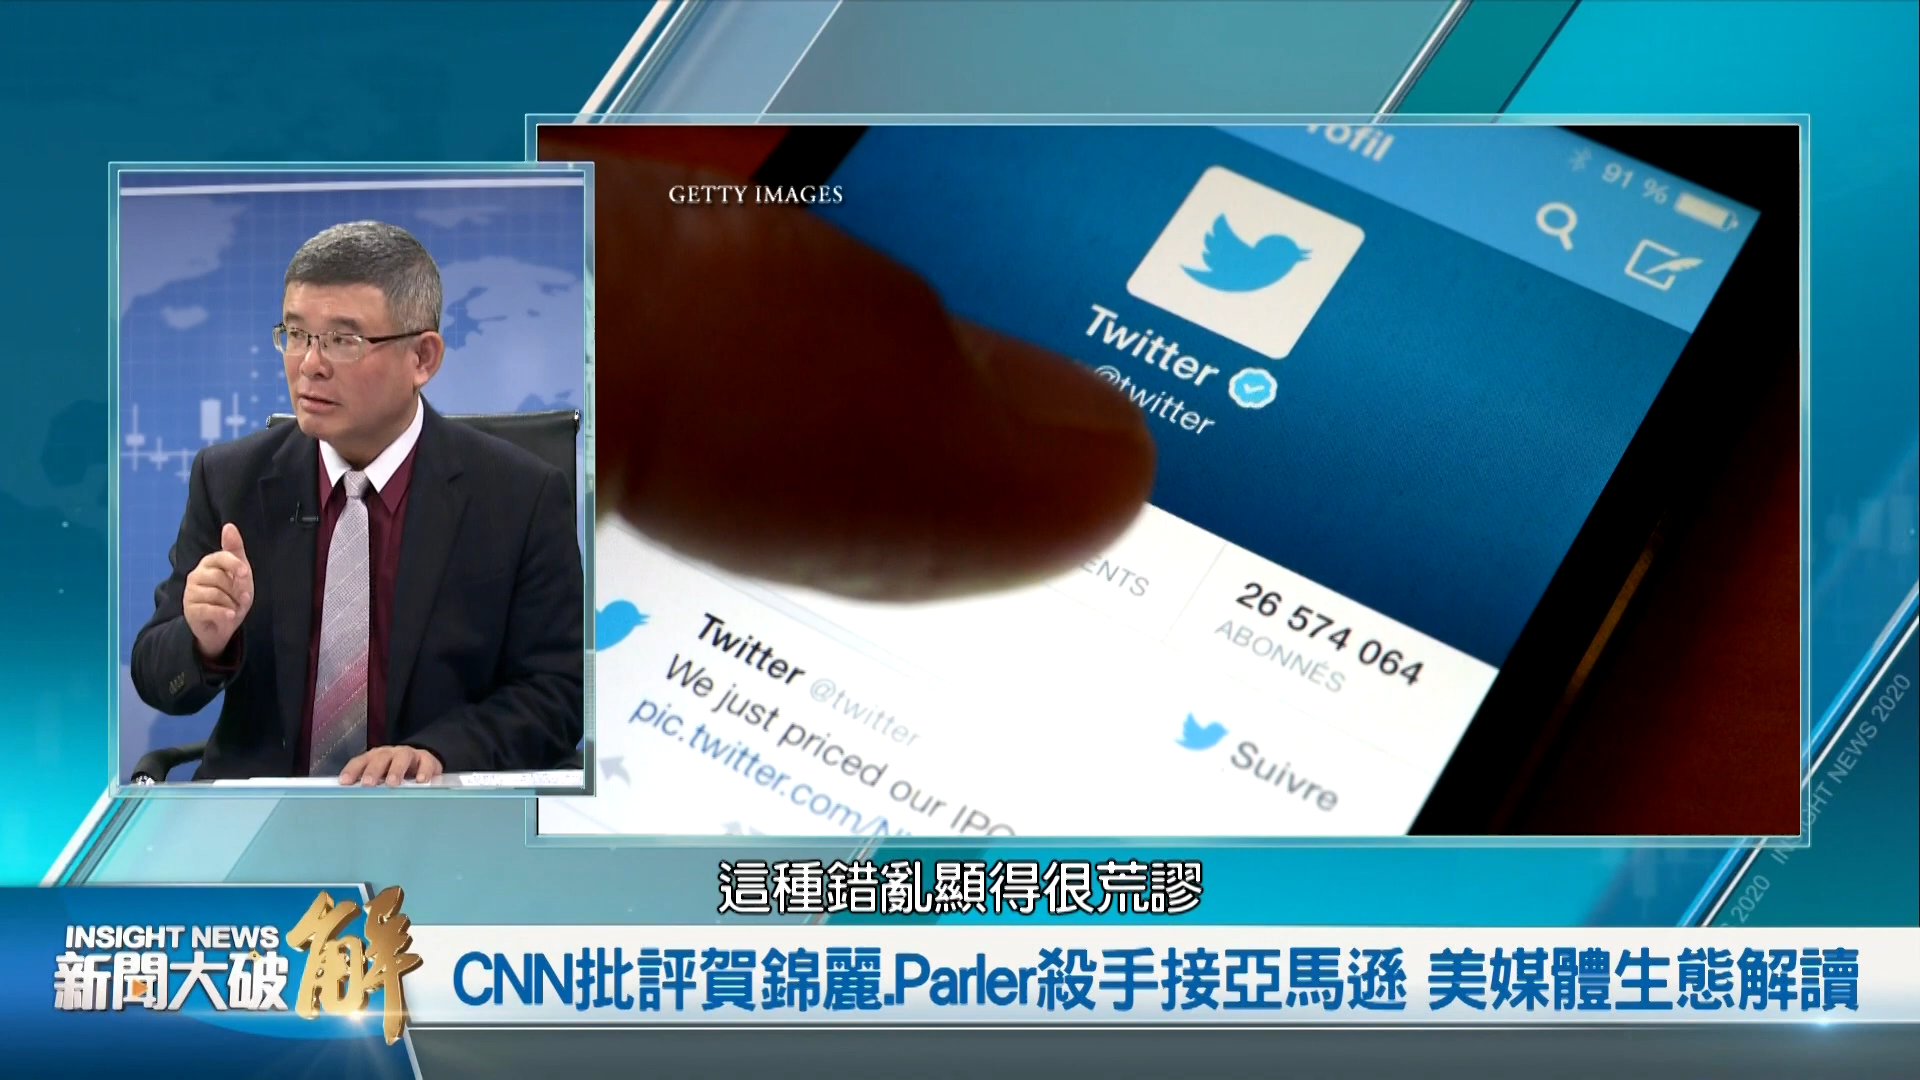 GETTY IMAGES
rofil
91 %
Twitter
@twitter
ENTS
26 574 064
ABONNÉS
Twitter @twitter
We just priced our IPO
pic.twitter.com/N
Suivre
INSIGHT NEWS 2020
2020
這種錯亂顯得很荒謬
INSIGHT NEWS
新聞大破解
CNN批評賀錦麗.Parler殺手接亞馬遜 美媒體生態解讀